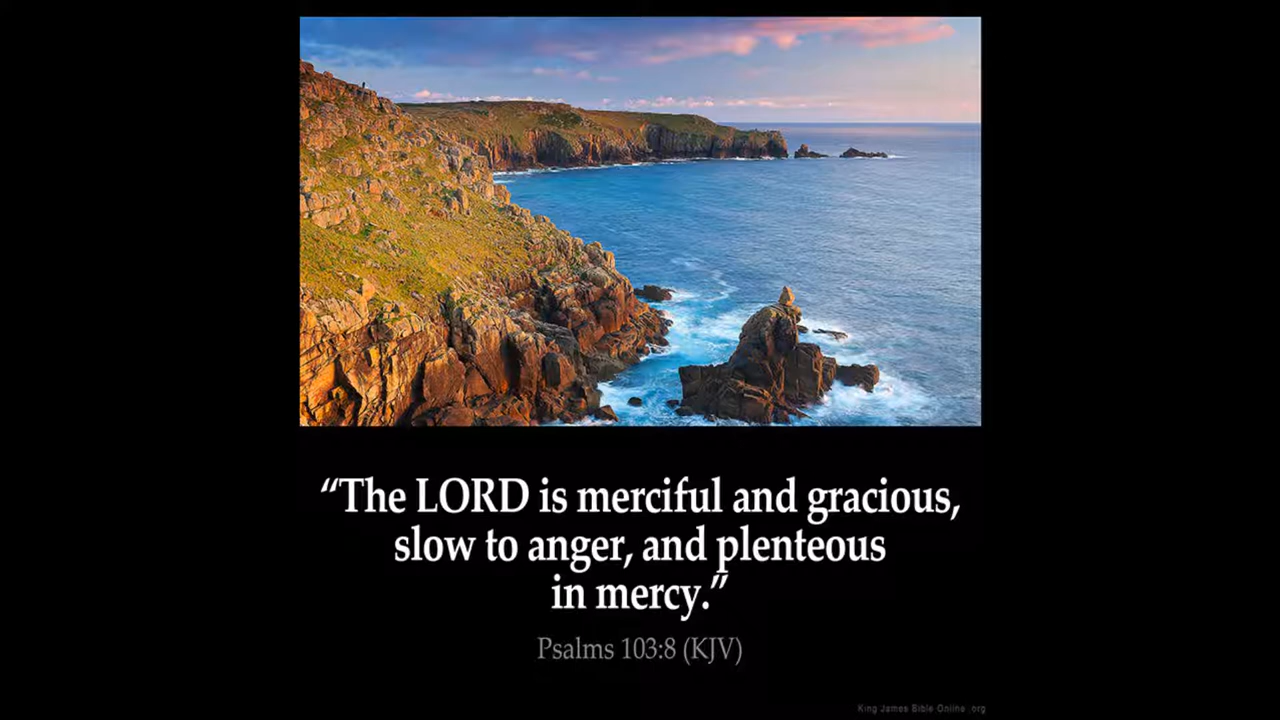 “The LORD is merciful and gracious,
slow to anger, and plenteous
in mercy.”
Psalms 103:8 (KJV)
King James Bible Online .org